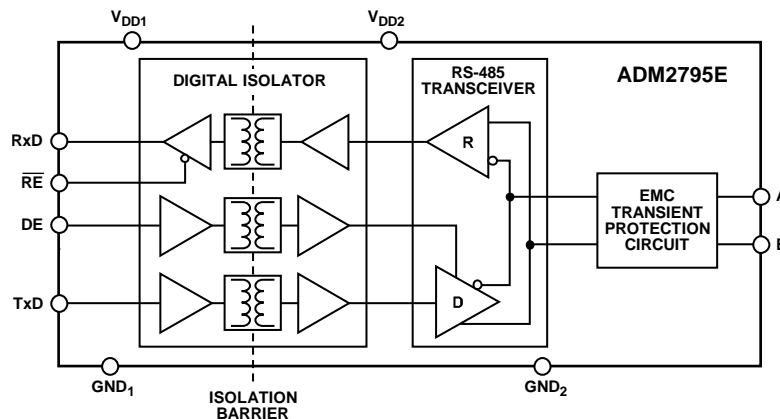 VDD1
VDD2
DIGITAL ISOLATOR
RS-485
TRANSCEIVER
ADM2795E
RxD
R
RE
EMC
TRANSIENT
PROTECTION
CIRCUIT
A
DE
TxD
D
GND1
GND2
ISOLATION
BARRIER